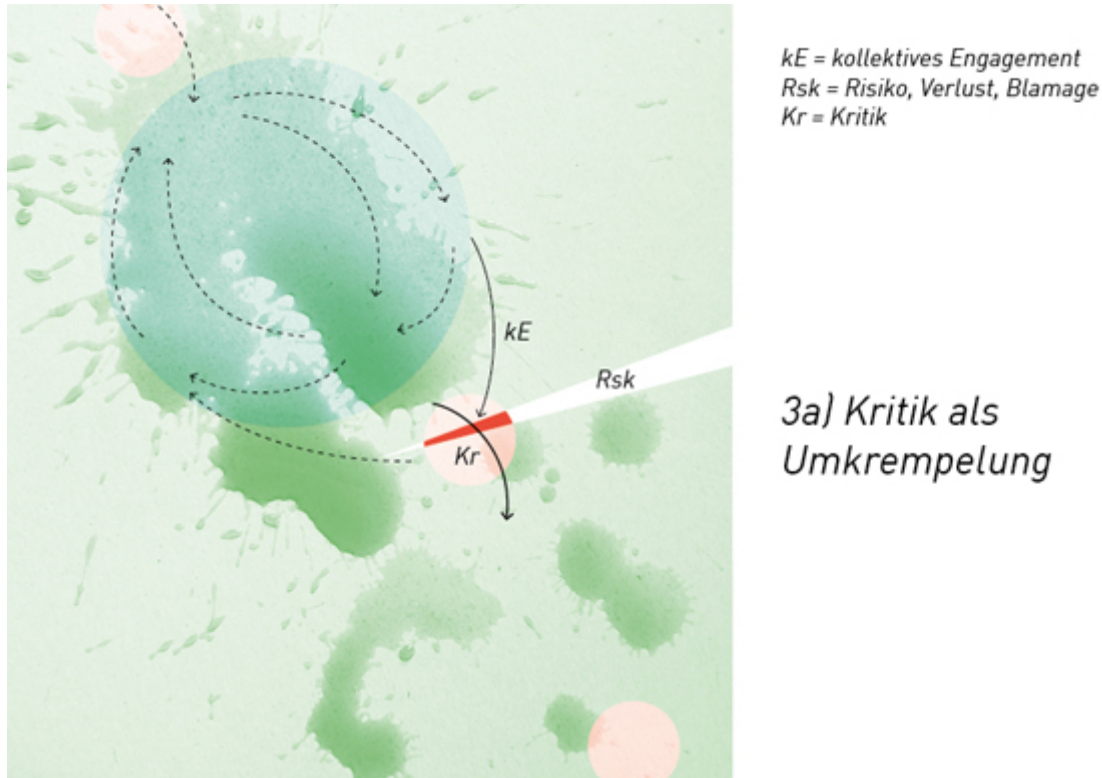 kE = kollektives Engagement
Rsk = Risiko, Verlust, Blamage
Kr = Kritik
kE
Rsk
Kr
3a) Kritik als
Umkrempelung